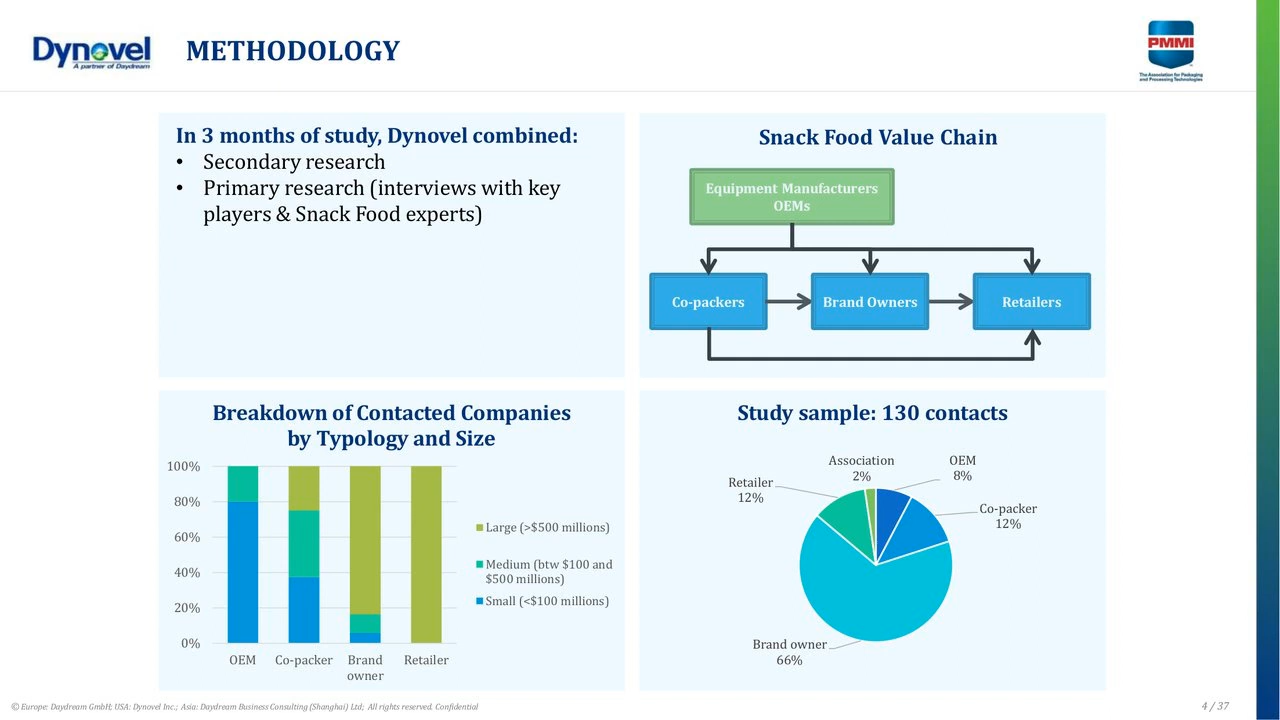 Dynovel
A partner of Daydream
METHODOLOGY
PMMI
The Association for Packaging
and Processing Technologies
In 3 months of study, Dynovel combined:
• Secondary research
• Primary research (interviews with key
players & Snack Food experts)
Snack Food Value Chain
Equipment Manufacturers
OEMs
Co-packers
Brand Owners
Retailers
Breakdown of Contacted Companies
by Typology and Size
100%
80%
60%
40%
20%
0%
OEM
Co-packer
Brand
owner
Retailer
Large (>$500 millions)
Medium (btw $100 and
$500 millions)
Small (<$100 millions)
Study sample: 130 contacts
Association
2%
OEM
8%
Retailer
12%
Co-packer
12%
Brand owner
66%
© Europe: Daydream GmbH; USA: Dynovel Inc.; Asia: Daydream Business Consulting (Shanghai) Ltd; All rights reserved. Confidential
4 / 37